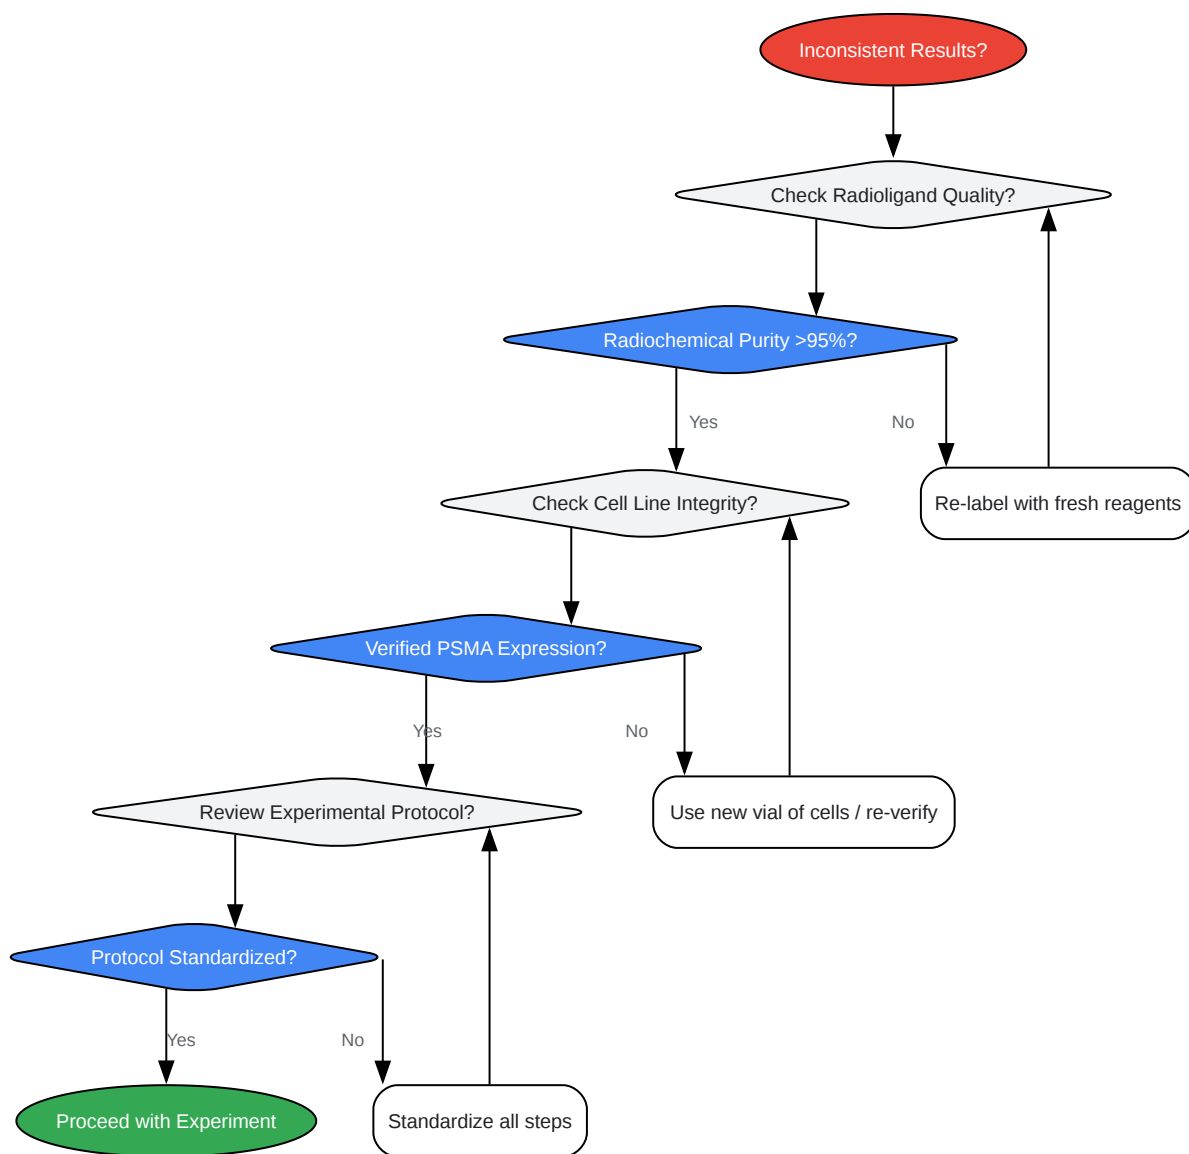 Inconsistent Results?
Check Radioligand Quality?
Radiochemical Purity >95%?
Yes
No
Check Cell Line Integrity?
Re-label with fresh reagents
Verified PSMA Expression?
Yes
No
Review Experimental Protocol?
Use new vial of cells / re-verify
Protocol Standardized?
Yes
No
Proceed with Experiment
Standardize all steps